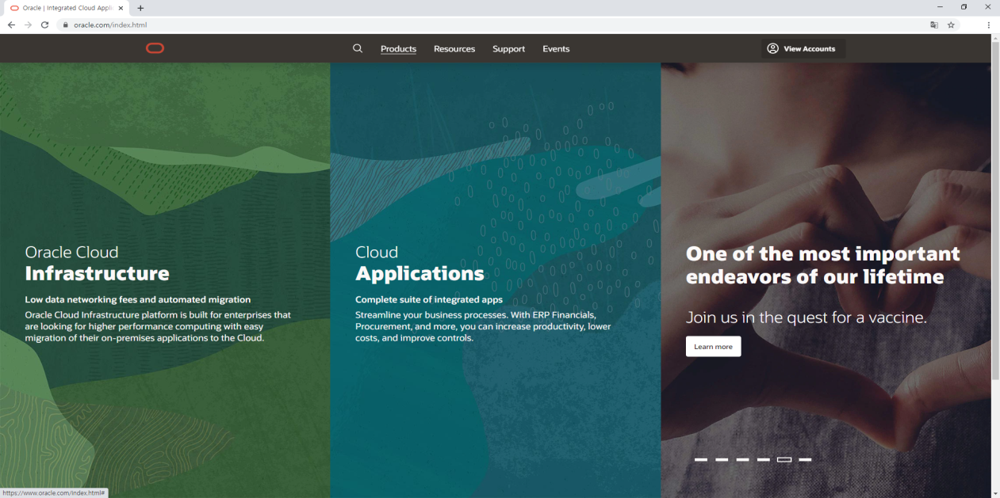 Oracle | Integrated Cloud Appli
oracle.com/index.html
Products Resources Support Events View Accounts
Oracle Cloud
Infrastructure
Low data networking fees and automated migration
Oracle Cloud Infrastructure platform is built for enterprises that
are looking for higher performance computing with easy
migration of their on-premises applications to the Cloud.
Cloud
Applications
Complete suite of integrated apps
Streamline your business processes. With ERP Financials,
Procurement, and more, you can increase productivity, lower
costs, and improve controls.
One of the most important
endeavors of our lifetime
Join us in the quest for a vaccine.
Learn more
https://www.oracle.com/index.html#